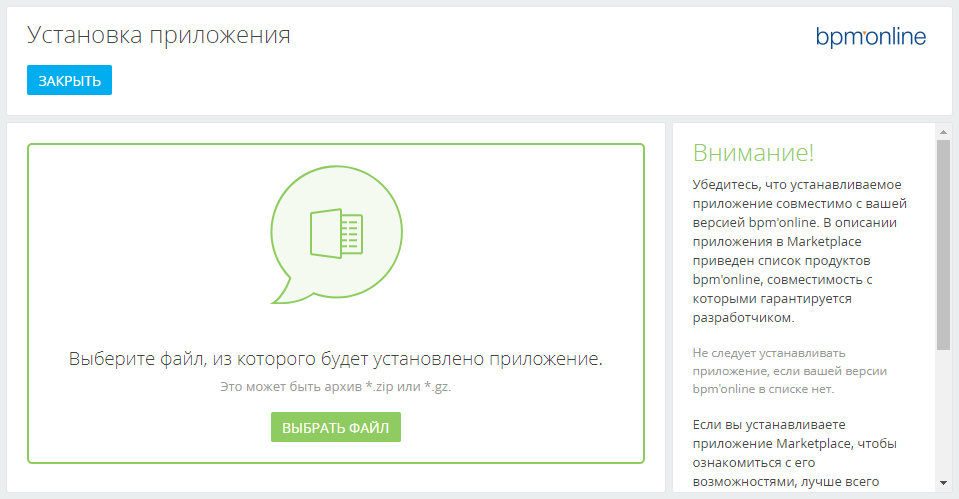 Установка приложения
bpm'online
ЗАКРЫТЬ
Выберите файл, из которого будет установлено приложение.
Это может быть архив *.zip или *.gz.
ВЫБРАТЬ ФАЙЛ
Внимание!
Убедитесь, что устанавливаемое
приложение совместимо с вашей
версией bpm'online. В описании
приложения в Marketplace
приведен список продуктов
bpm'online, совместимость с
которыми гарантируется
разработчиком.
Не следует устанавливать
приложение, если вашей версии
bpm'online в списке нет.
Если вы устанавливаете
приложение Marketplace, чтобы
ознакомиться с его
возможностями, лучше всего